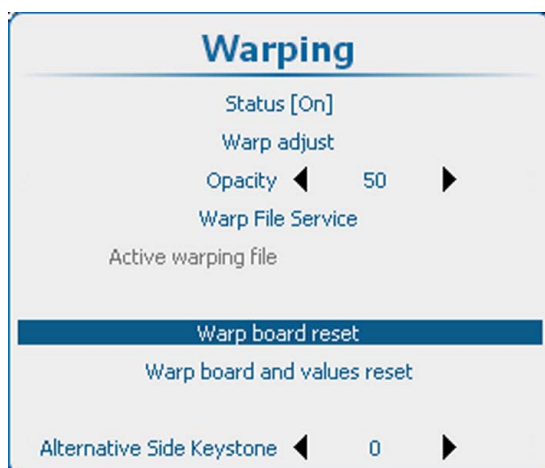 Warping
Status [On]
Warp adjust
Opacity 50
Warp File Service
Active warping file
Warp board reset
Warp board and values reset
Alternative Side Keystone 0